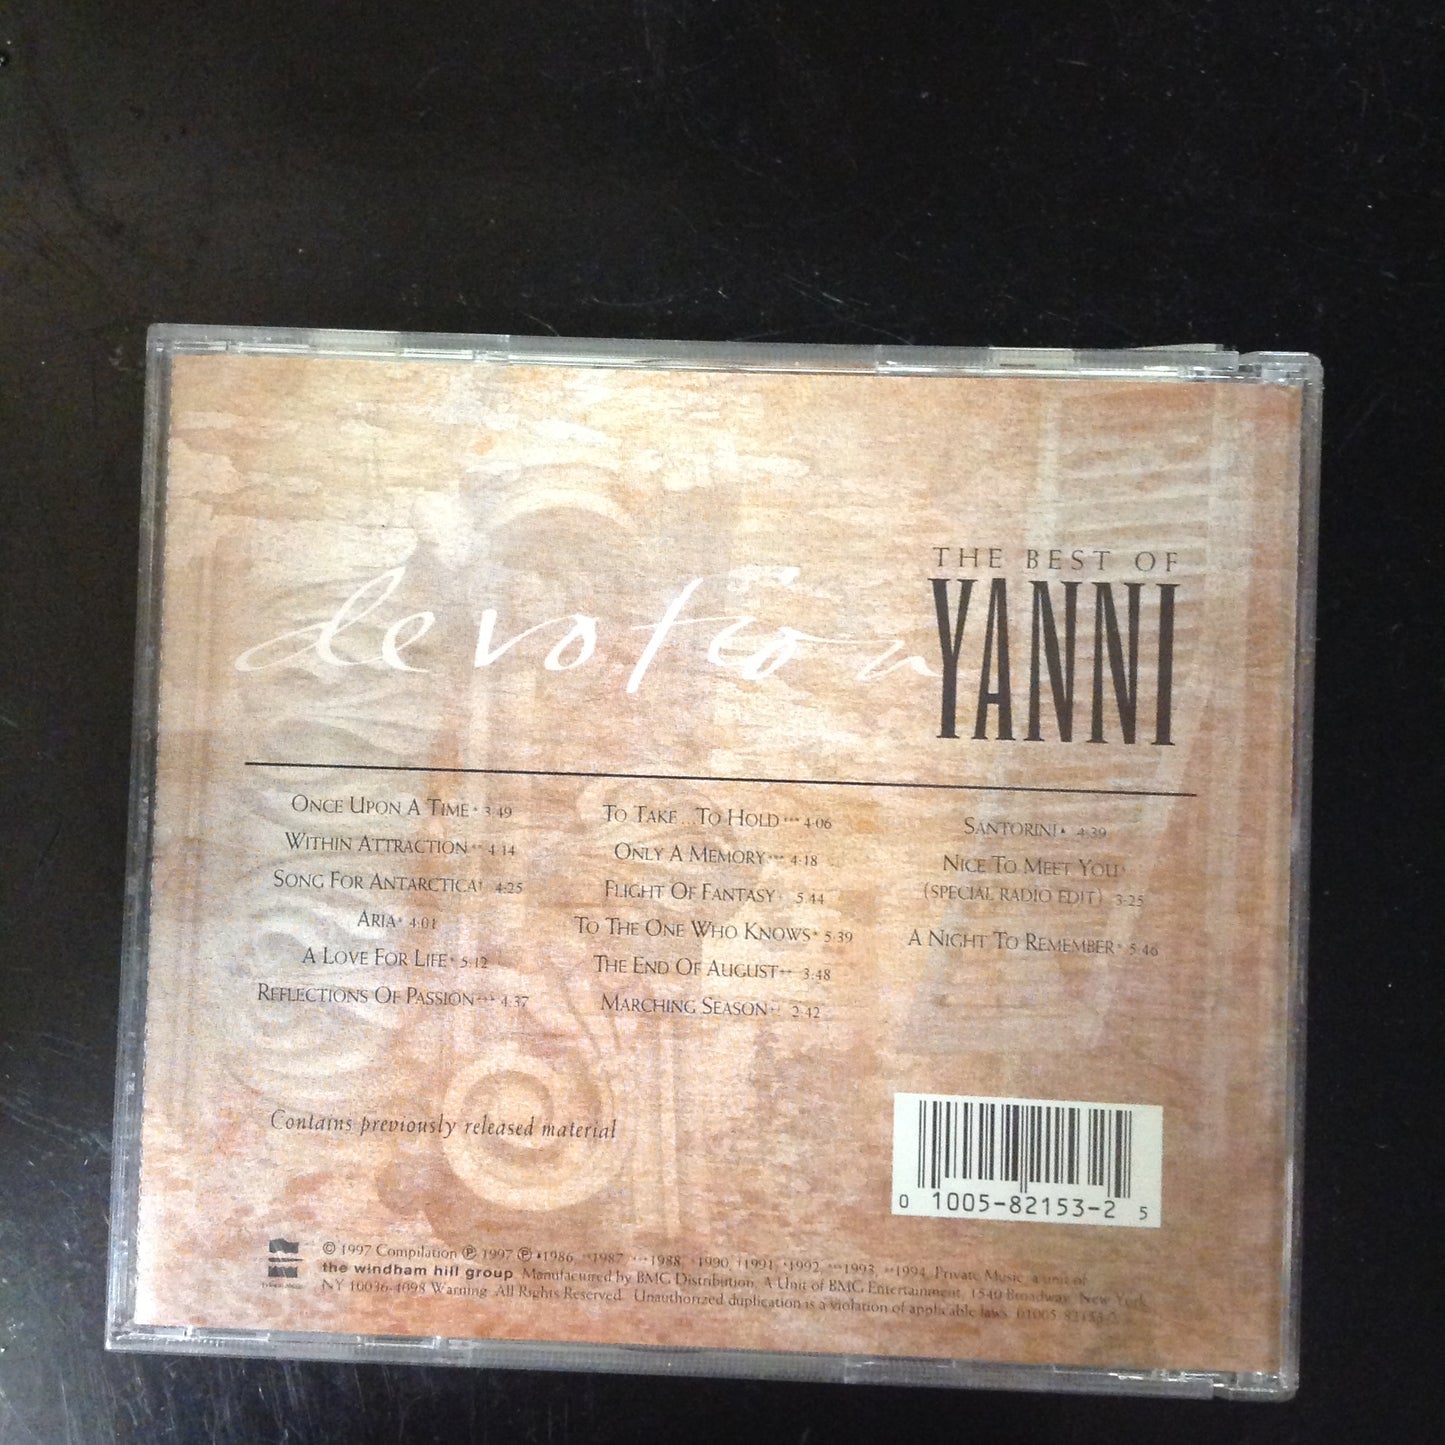 devotion
THE BEST OF
YANNI
ONCE UPON A TIME 3:49
WITHIN ATTRACTION 4:14
SONG FOR ANTARCTICA 4:25
ARIA 4:01
A LOVE FOR LIFE 5:12
REFLECTIONS OF PASSION 4:37
TO TAKE...TO HOLD 4:06
ONLY A MEMORY 4:18
FLIGHT OF FANTASY 5:44
TO THE ONE WHO KNOWS 5:39
THE END OF AUGUST 3:48
MARCHING SEASON 2:42
SANTORINI 4:39
NICE TO MEET YOU
(SPECIAL RADIO EDIT) 3:25
A NIGHT TO REMEMBER 5:46
Contains previously released material
0 1005-82153-2 5
© 1997 Compilation ℗ 1997 ℗ 1986, 1987, 1988, 1990, 1991, 1992, 1993, 1994, Private Music, a unit of
the windham hill group. Manufactured by BMG Distribution, A Unit of BMG Entertainment, 1540 Broadway, New York,
NY 10036-4098 Warning: All Rights Reserved. Unauthorized duplication is a violation of applicable laws. 01005-82153-2